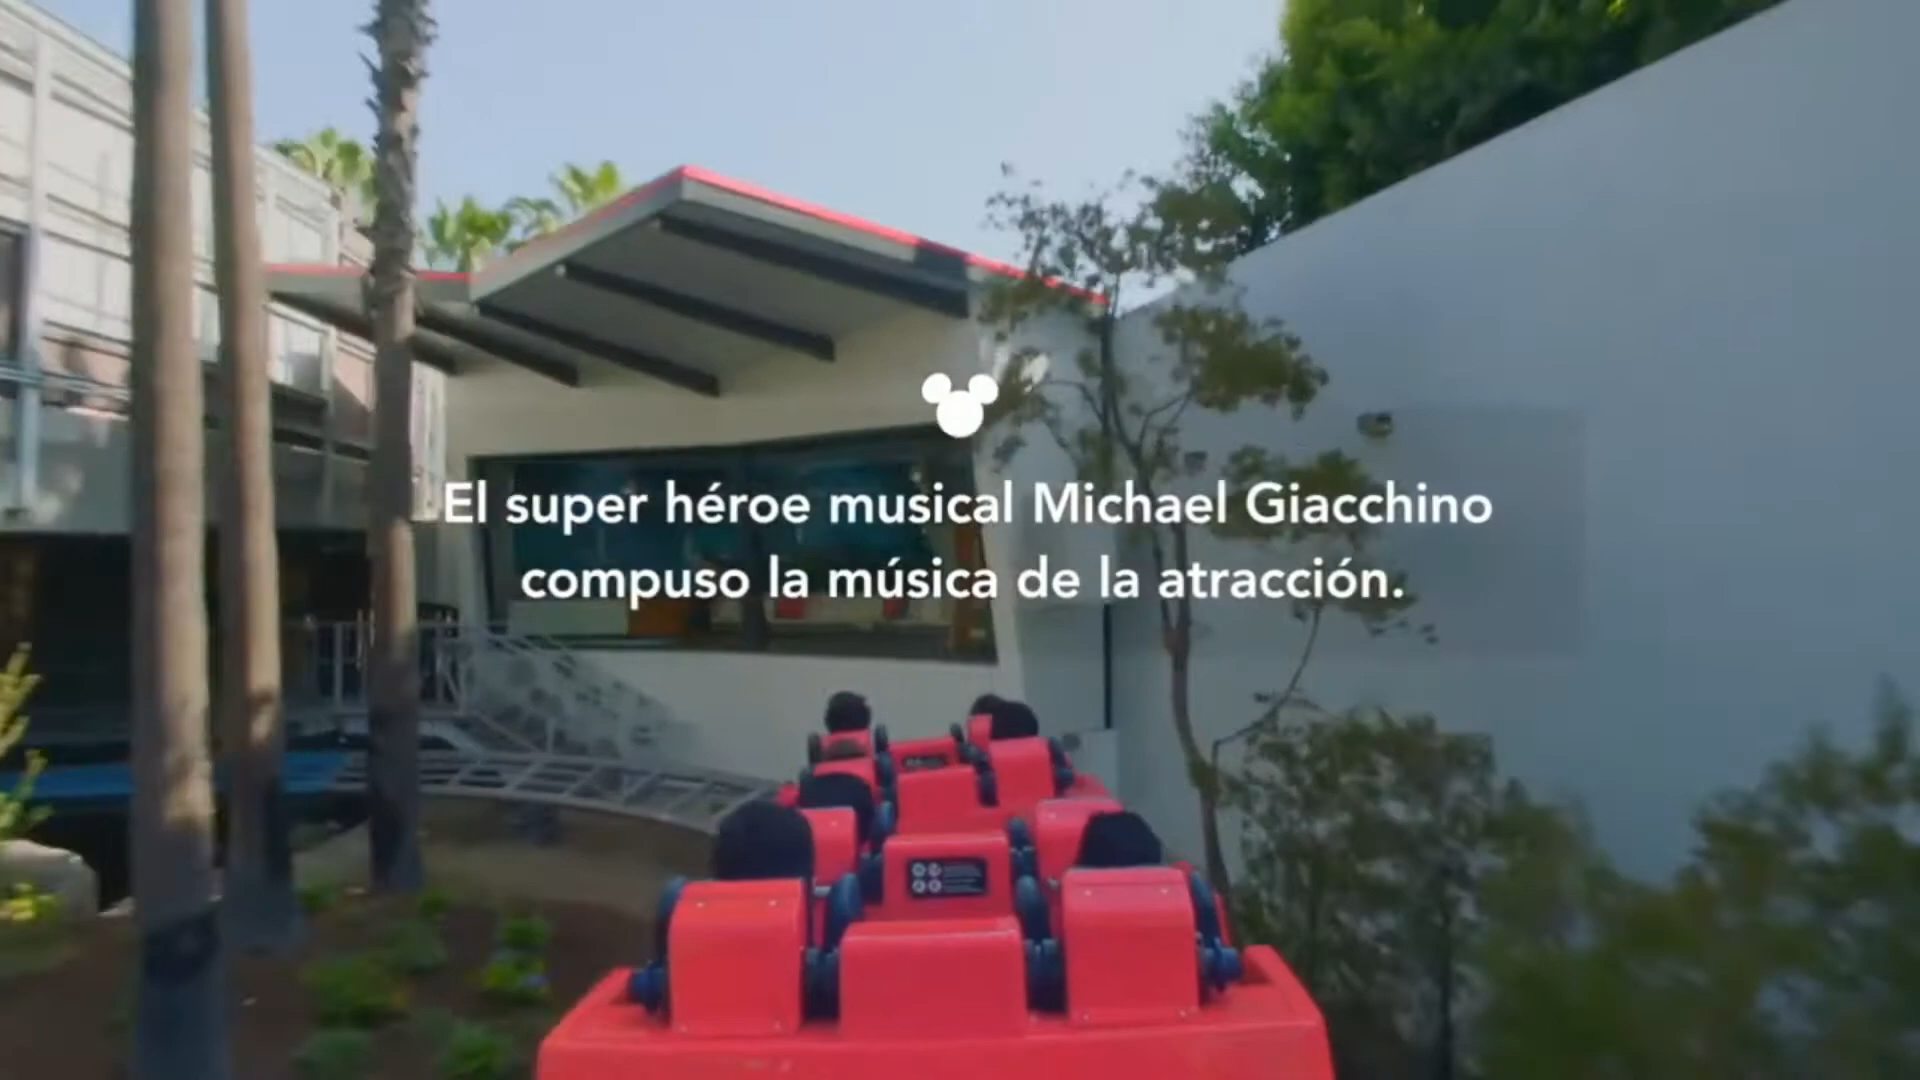 El super héroe musical Michael Giacchino
compuso la música de la atracción.